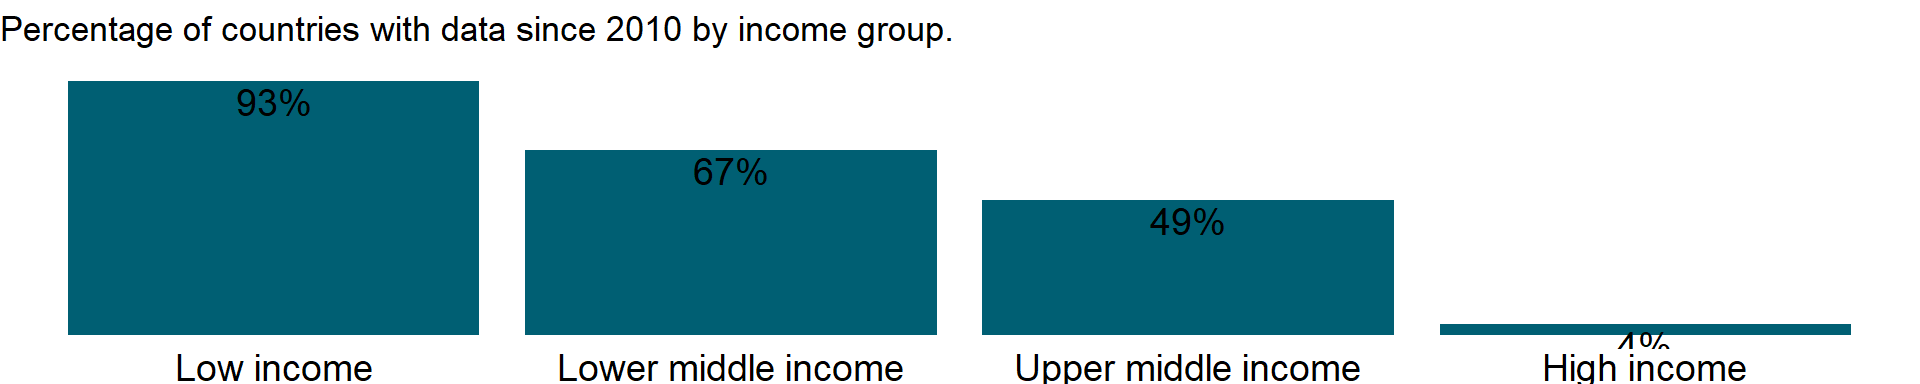 Percentage of countries with data since 2010 by income group.
93%
67%
49%
4%
Low income
Lower middle income
Upper middle income
High income